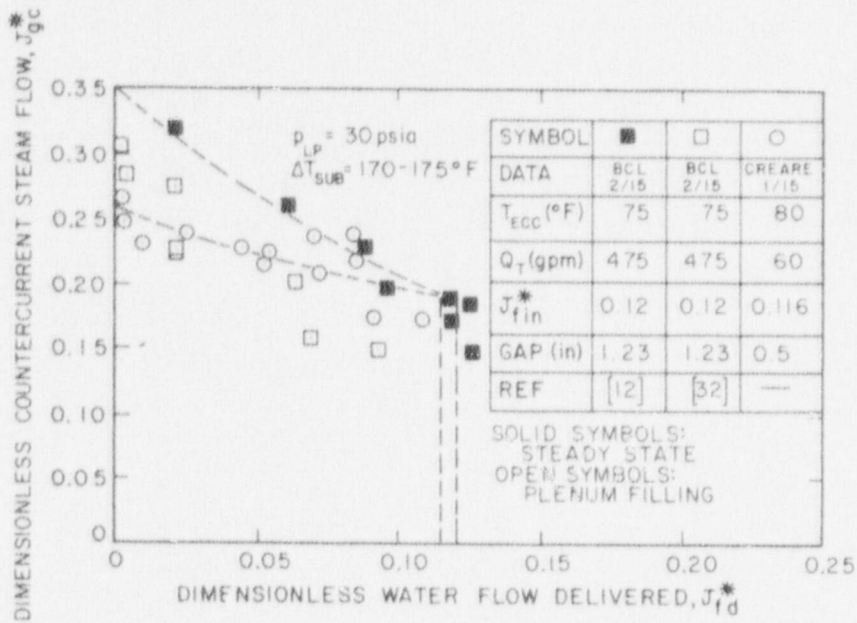 DIMENSIONLESS COUNTERCURRENT STEAM FLOW, J*gc
0.35
0.30
0.25
0.20
0.15
0.10
0.05
0
0
0.05
0.10
0.15
0.20
0.25
DIMENSIONLESS WATER FLOW DELIVERED, J*fd
pLP = 30 psia
ΔTSUB = 170-175°F
SYMBOL ■ □ ○
DATA BCL 2/15 BCL 2/15 CREARE 1/15
TECC (°F) 75 75 80
QT (gpm) 475 475 60
J*fin 0.12 0.12 0.116
GAP (in) 1.23 1.23 0.5
REF [12] [32] —
SOLID SYMBOLS:
STEADY STATE
OPEN SYMBOLS:
PLENUM FILLING